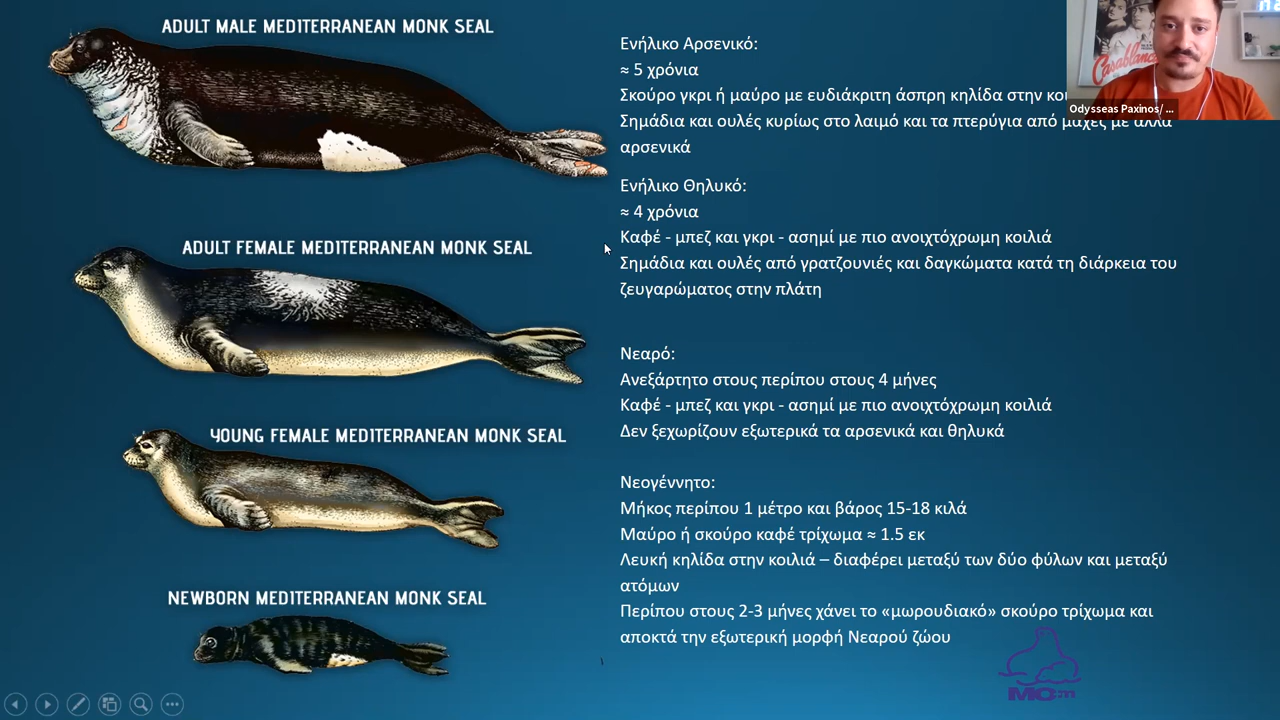 ADULT MALE MEDITERRANEAN MONK SEAL
Ενήλικο Αρσενικό:
≈ 5 χρόνια
Σκούρο γκρι ή μαύρο με ευδιάκριτη άσπρη κηλίδα στην
Σημάδια και ουλές κυρίως στο λαιμό και τα πτερύγια από μάχες με άλλα
αρσενικά
Casablanca
Odysseas Paxinos/ ...
ADULT FEMALE MEDITERRANEAN MONK SEAL
Ενήλικο Θηλυκό:
≈ 4 χρόνια
Καφέ - μπεζ και γκρι - ασημί με πιο ανοιχτόχρωμη κοιλιά
Σημάδια και ουλές από γρατζουνιές και δαγκώματα κατά τη διάρκεια του
ζευγαρώματος στην πλάτη
YOUNG FEMALE MEDITERRANEAN MONK SEAL
Νεαρό:
Ανεξάρτητο στους περίπου στους 4 μήνες
Καφέ - μπεζ και γκρι - ασημί με πιο ανοιχτόχρωμη κοιλιά
Δεν ξεχωρίζουν εξωτερικά τα αρσενικά και θηλυκά
NEWBORN MEDITERRANEAN MONK SEAL
Νεογέννητο:
Μήκος περίπου 1 μέτρο και βάρος 15-18 κιλά
Μαύρο ή σκούρο καφέ τρίχωμα ≈ 1.5 εκ
Λευκή κηλίδα στην κοιλιά – διαφέρει μεταξύ των δύο φύλων και μεταξύ
ατόμων
Περίπου στους 2-3 μήνες χάνει το «μωρουδιακό» σκούρο τρίχωμα και
αποκτά την εξωτερική μορφή Νεαρού ζώου